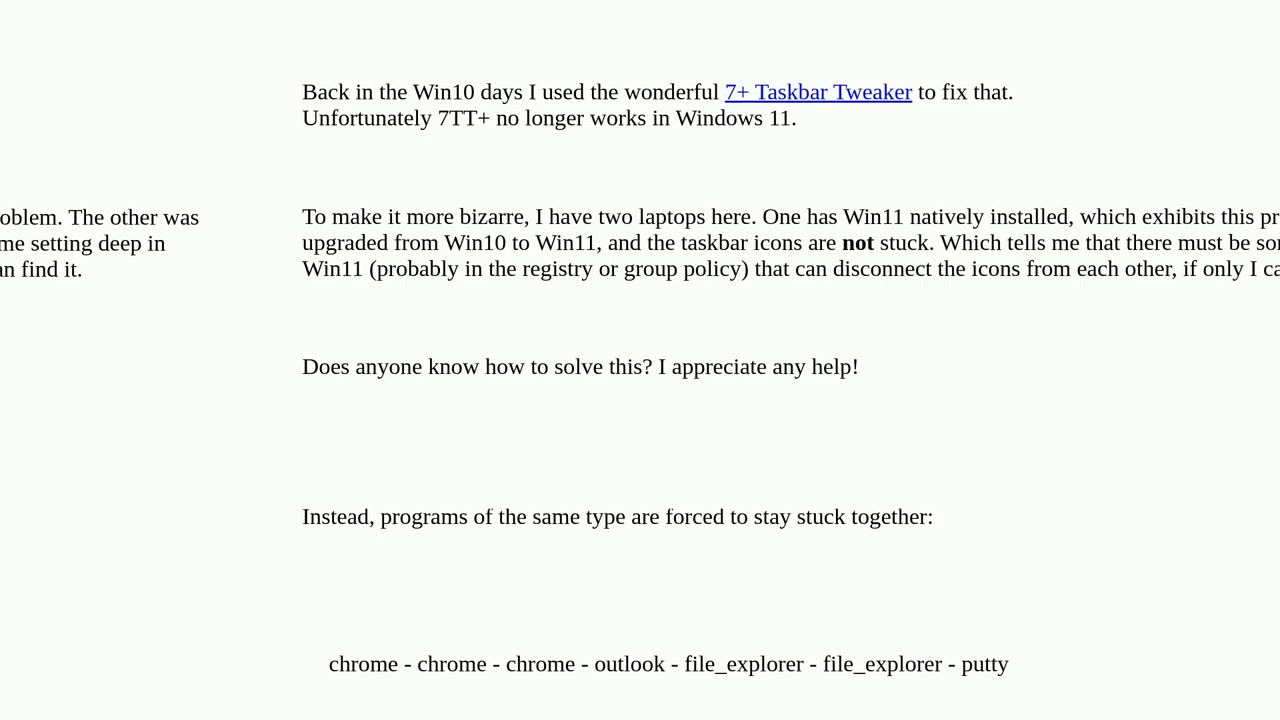 Back in the Win10 days I used the wonderful 7+ Taskbar Tweaker to fix that.
Unfortunately 7TT+ no longer works in Windows 11.
oblem. The other was
me setting deep in
an find it.
To make it more bizarre, I have two laptops here. One has Win11 natively installed, which exhibits this pr
upgraded from Win10 to Win11, and the taskbar icons are not stuck. Which tells me that there must be so
Win11 (probably in the registry or group policy) that can disconnect the icons from each other, if only I ca
Does anyone know how to solve this? I appreciate any help!
Instead, programs of the same type are forced to stay stuck together:
chrome - chrome - chrome - outlook - file_explorer - file_explorer - putty